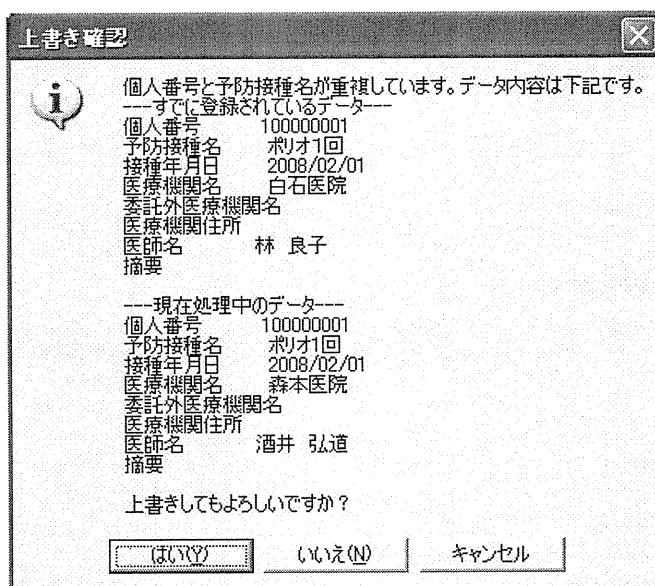 上書き確認
個人番号と予防接種名が重複しています。データ内容は下記です。
---すでに登録されているデータ---
個人番号 100000001
予防接種名 ポリオ1回
接種年月日 2008/02/01
医療機関名 白石医院
委託外医療機関名
医療機関住所
医師名 林 良子
摘要
---現在処理中のデータ---
個人番号 100000001
予防接種名 ポリオ1回
接種年月日 2008/02/01
医療機関名 森本医院
委託外医療機関名
医療機関住所
医師名 酒井 弘道
摘要
上書きしてもよろしいですか?
はい(Y) いいえ(N) キャンセル